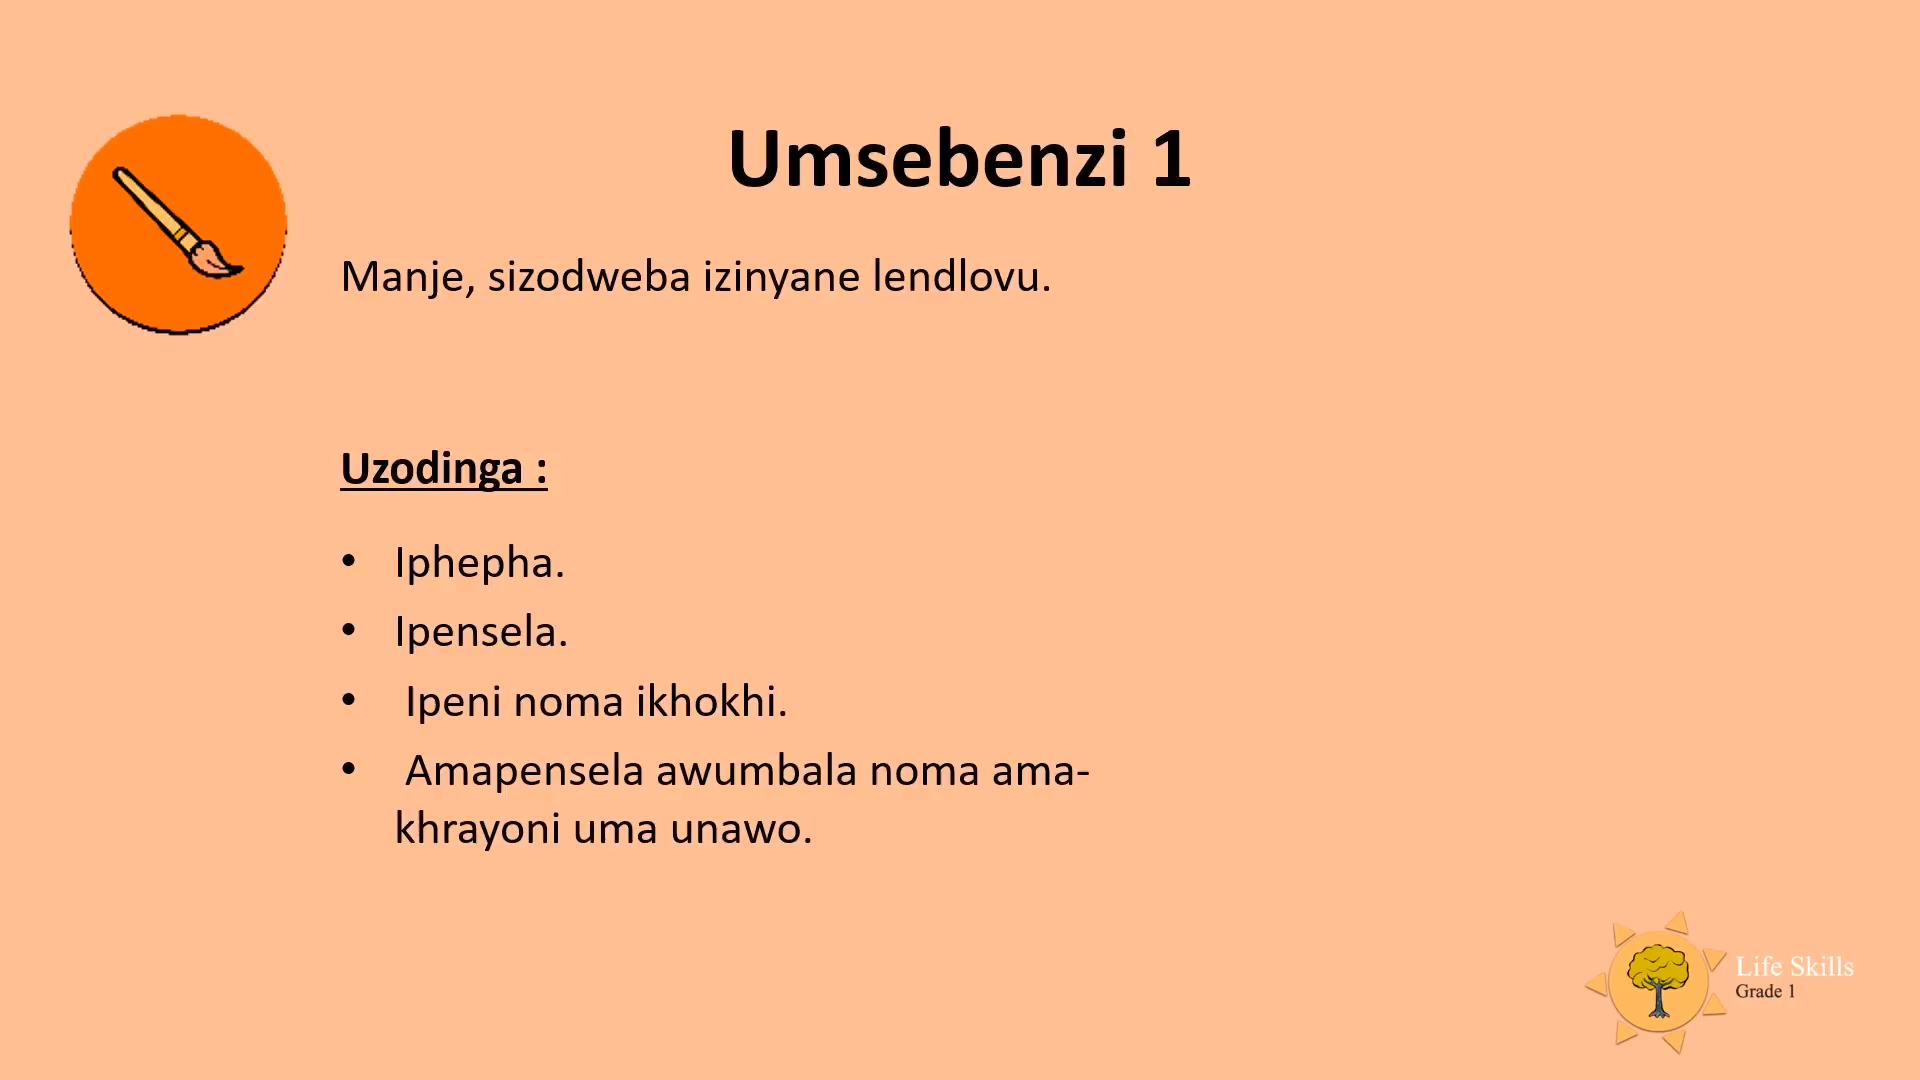 Umsebenzi 1
Manje, sizodweba izinyane lendlovu.
Uzodinga :
• Iphepha.
• Ipensela.
• Ipeni noma ikhokhi.
• Amapensela awumbala noma ama-
khrayoni uma unawo.
Life Skills
Grade 1